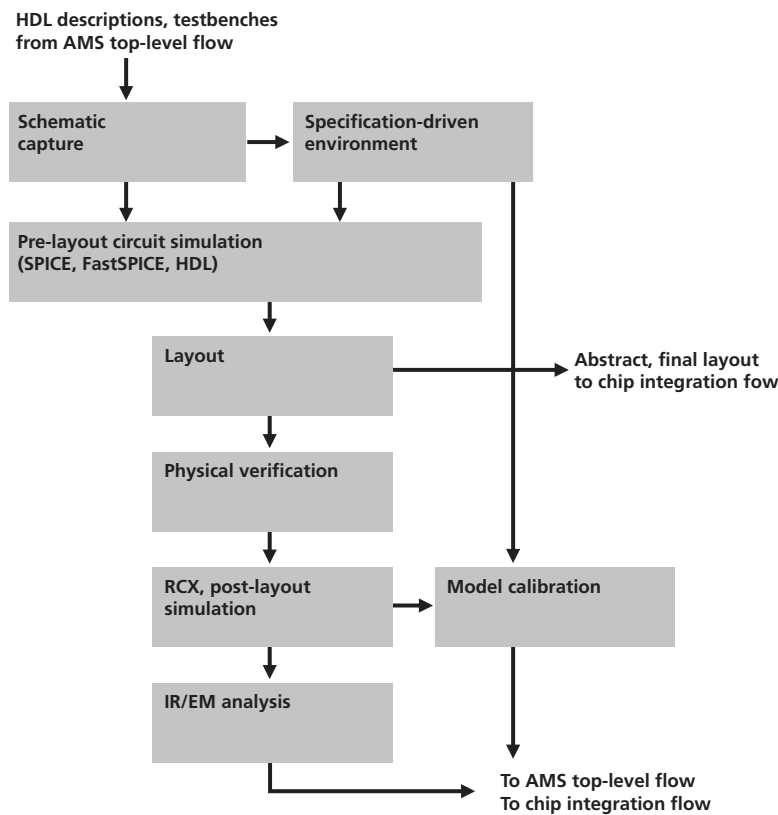 HDL descriptions, testbenches
from AMS top-level flow
Schematic
capture
Specification-driven
environment
Pre-layout circuit simulation
(SPICE, FastSPICE, HDL)
Layout
Abstract, final layout
to chip integration fow
Physical verification
RCX, post-layout
simulation
Model calibration
IR/EM analysis
To AMS top-level flow
To chip integration flow